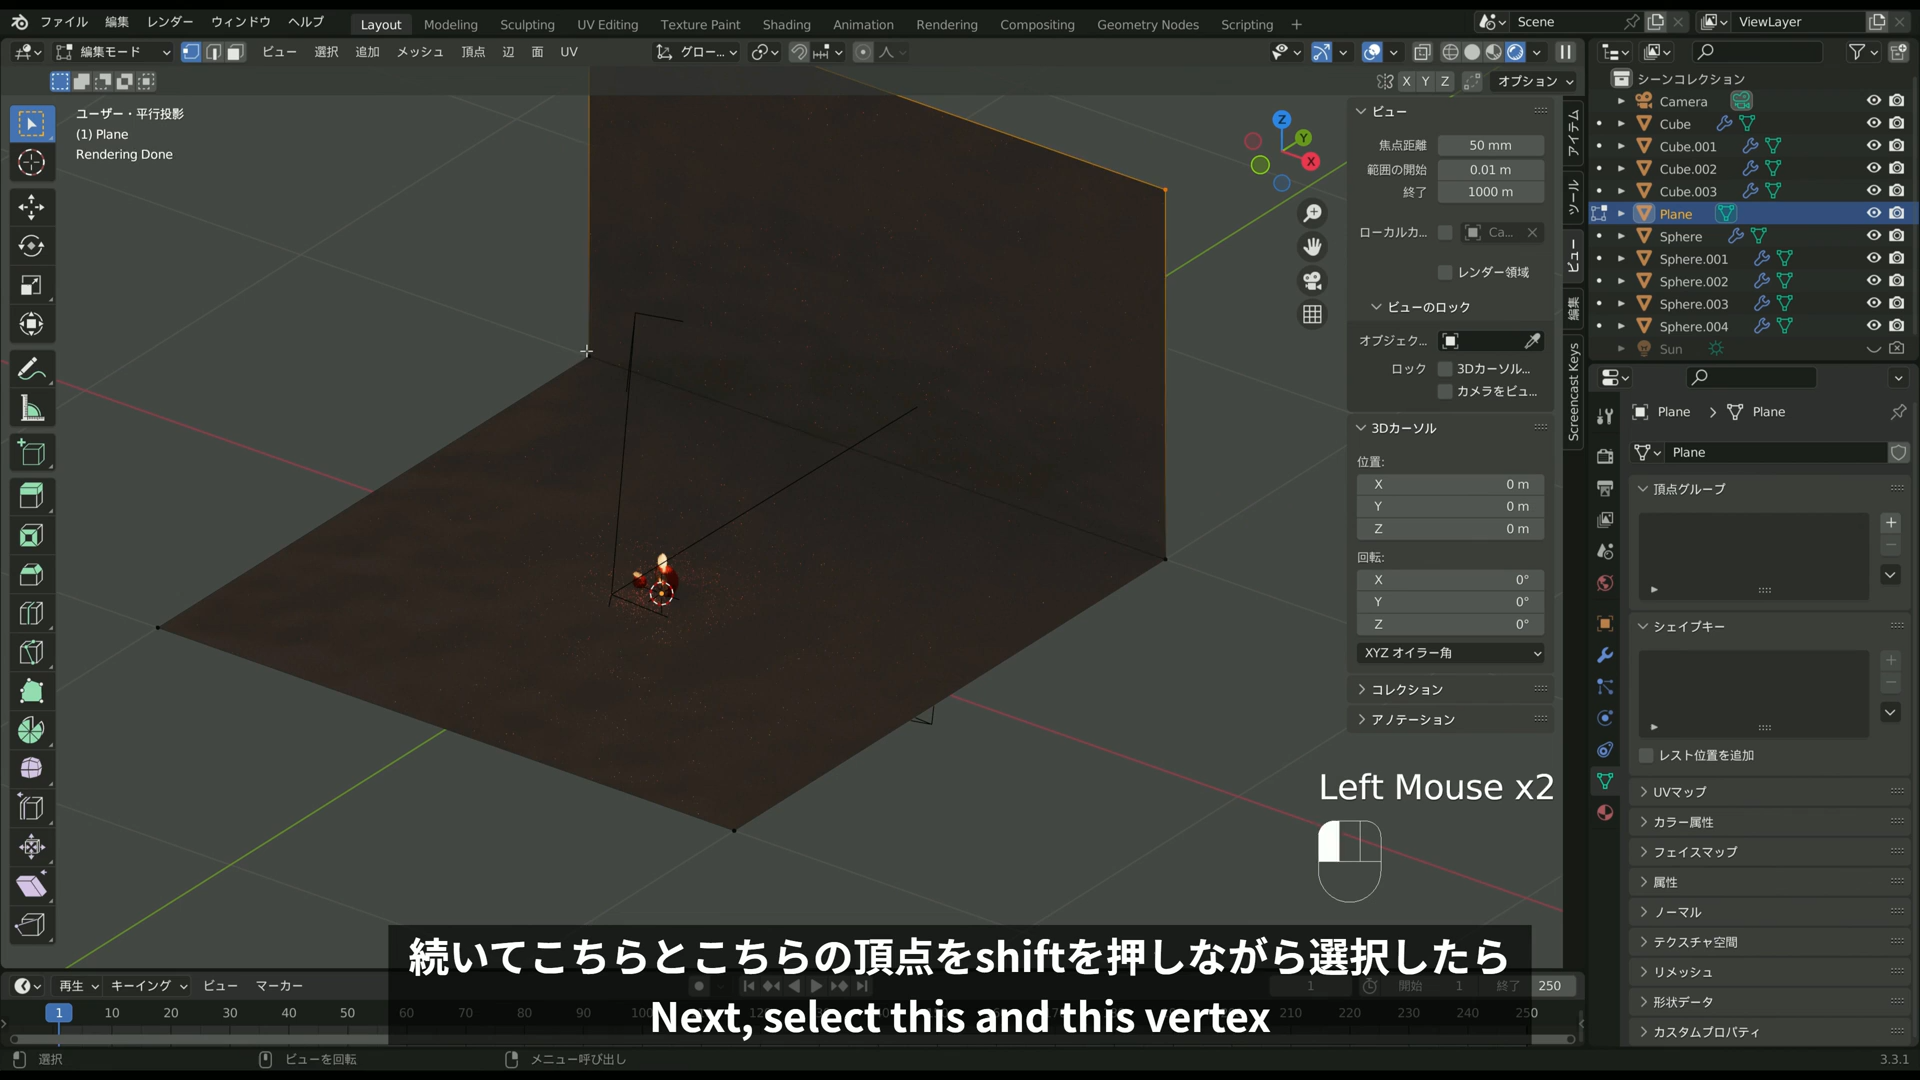 ファイル 編集 レンダー ウィンドウ ヘルプ Layout Modeling Sculpting UV Editing Texture Paint Shading Animation Rendering Compositing Geometry Nodes Scripting + Scene ViewLayer
編集モード ビュー 選択 追加 メッシュ 頂点 辺 面 UV グロー...
X Y Z オプション
ユーザー・平行投影
(1) Plane
Rendering Done
Z Y X
ビュー
焦点距離 50 mm
範囲の開始 0.01 m
終了 1000 m
ローカルカ... Ca...
レンダー領域
ビューのロック
オブジェク...
ロック 3Dカーソル...
カメラをビュ...
3Dカーソル
位置:
X 0 m
Y 0 m
Z 0 m
回転:
X 0°
Y 0°
Z 0°
XYZ オイラー角
コレクション
アノテーション
アイテム
ツール
ビュー
編集
Screencast Keys
シーンコレクション
Camera
Cube
Cube.001
Cube.002
Cube.003
Plane
Sphere
Sphere.001
Sphere.002
Sphere.003
Sphere.004
Sun
Plane > Plane
Plane
頂点グループ
シェイプキー
レスト位置を追加
UVマップ
カラー属性
フェイスマップ
属性
ノーマル
テクスチャ空間
リメッシュ
形状データ
カスタムプロパティ
Left Mouse x2
続いてこちらとこちらの頂点をshiftを押しながら選択したら
Next, select this and this vertex
再生 キーイング ビュー マーカー 1 開始 1 終了 250
1 10 20 30 40 50 60 70 80 90 100 210 220 230 240 250
選択 ビューを回転 メニュー呼び出し 3.3.1